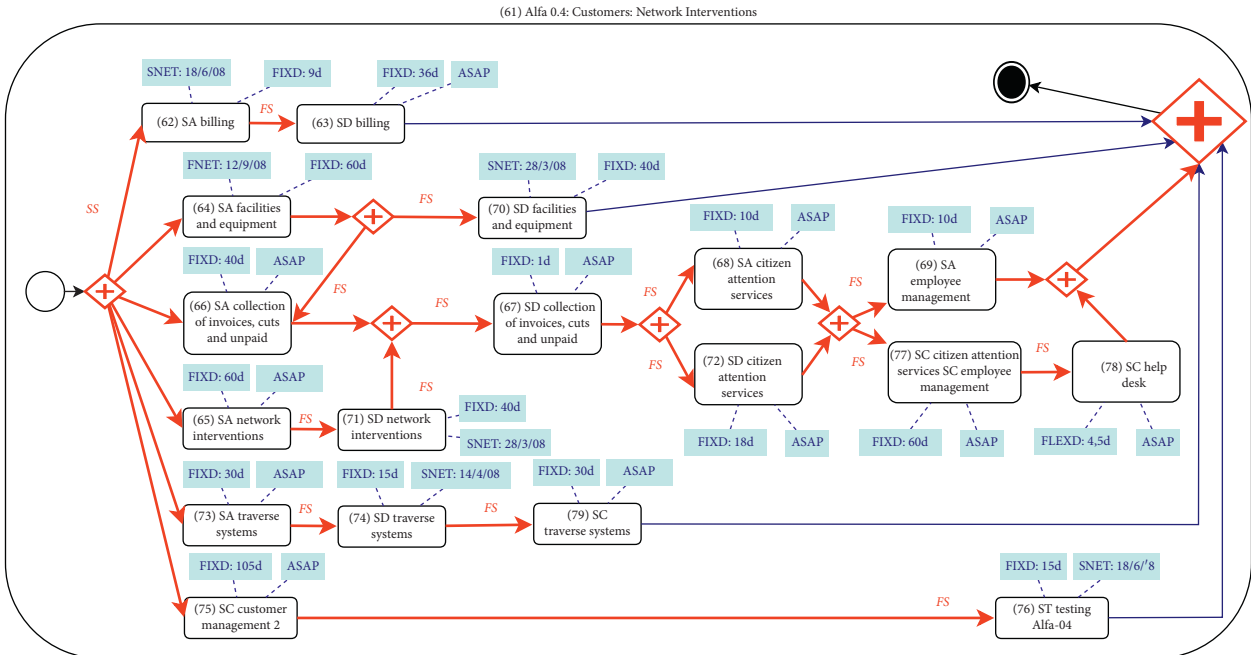 (61) Alfa 0.4: Customers: Network Interventions
SNET: 18/6/08
FIXD: 9d
FIXD: 36d
ASAP
(62) SA billing
FS
(63) SD billing
FNET: 12/9/08
FIXD: 60d
SNET: 28/3/08
FIXD: 40d
SS
(64) SA facilities
and equipment
FS
(70) SD facilities
and equipment
FIXD: 40d
ASAP
FS
FIXD: 1d
ASAP
FIXD: 10d
ASAP
FIXD: 10d
ASAP
(66) SA collection
of invoices, cuts
and unpaid
(67) SD collection
of invoices, cuts
and unpaid
FS
(68) SA citizen
attention
services
FS
(69) SA
employee
management
FIXD: 60d
ASAP
FS
FS
(72) SD citizen
attention
services
FS
(77) SC citizen attention
services SC employee
management
FS
(78) SC help
desk
(65) SA network
interventions
FS
(71) SD network
interventions
FIXD: 40d
SNET: 28/3/08
FS
FIXD: 18d
ASAP
FIXD: 60d
ASAP
FLEXD: 4,5d
ASAP
FIXD: 30d
ASAP
FIXD: 15d
SNET: 14/4/08
FIXD: 30d
ASAP
(73) SA traverse
systems
FS
(74) SD traverse
systems
FS
(79) SC
traverse systems
FIXD: 105d
ASAP
FIXD: 15d
SNET: 18/6/′8
(75) SC customer
management 2
FS
(76) ST testing
Alfa-04